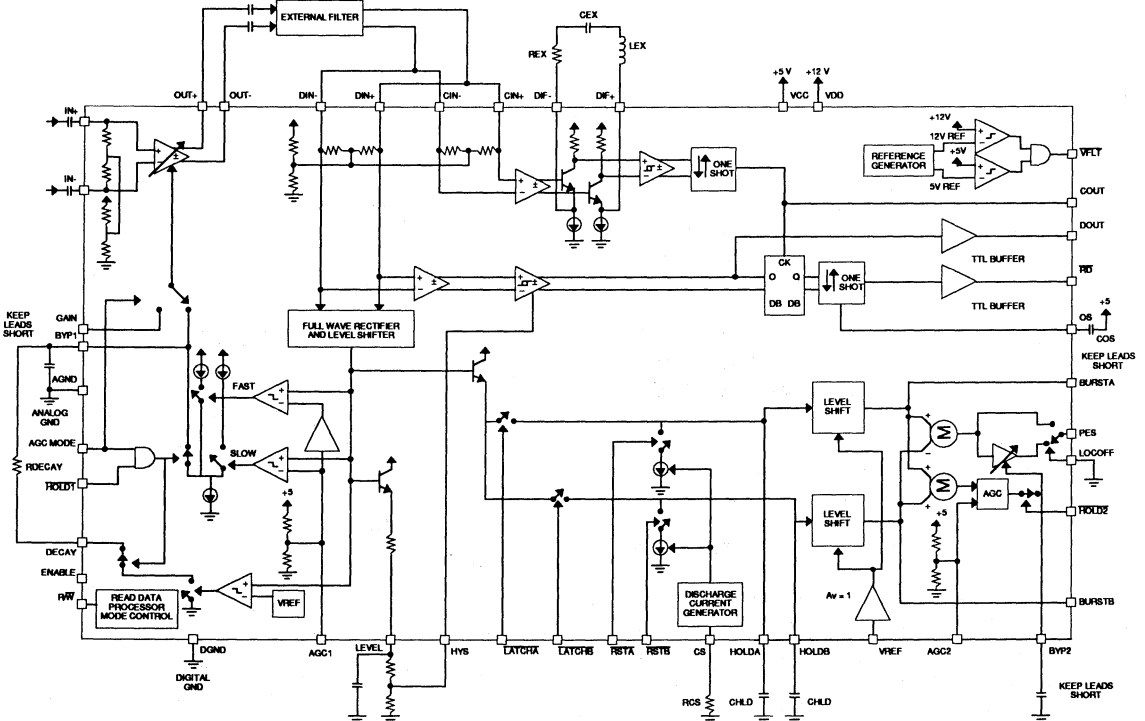 EXTERNAL FILTER
CEX
REX
LEX
+5 V
+12 V
OUT+
OUT-
DIN-
DIN+
CIN-
CIN+
DIF-
DIF+
VCC
VDD
IN+
IN-
+12V
12V REF
+5V
5V REF
REFERENCE
GENERATOR
VFLT
ONE
SHOT
COUT
DOUT
TTL BUFFER
CK
O
Q
DB
DB
ONE
SHOT
RD
TTL BUFFER
OS
+5
COS
KEEP LEADS
SHORT
KEEP
LEADS
SHORT
GAIN
BYP1
FULL WAVE RECTIFIER
AND LEVEL SHIFTER
AGND
ANALOG
GND
FAST
SLOW
AGC MODE
RDECAY
HOLD1
+5
LEVEL
SHIFT
BURSTA
M
PES
LOCOFF
M
AGC
HOLD2
LEVEL
SHIFT
+5
DECAY
ENABLE
R/W
READ DATA
PROCESSOR
MODE CONTROL
VREF
DISCHARGE
CURRENT
GENERATOR
Av = 1
BURSTB
DGND
DIGITAL
GND
AGC1
LEVEL
HYS
LATCHA
LATCHB
RSTA
RSTB
CS
HOLDA
HOLDB
VREF
AGC2
BYP2
RCS
CHLD
CHLD
KEEP LEADS
SHORT